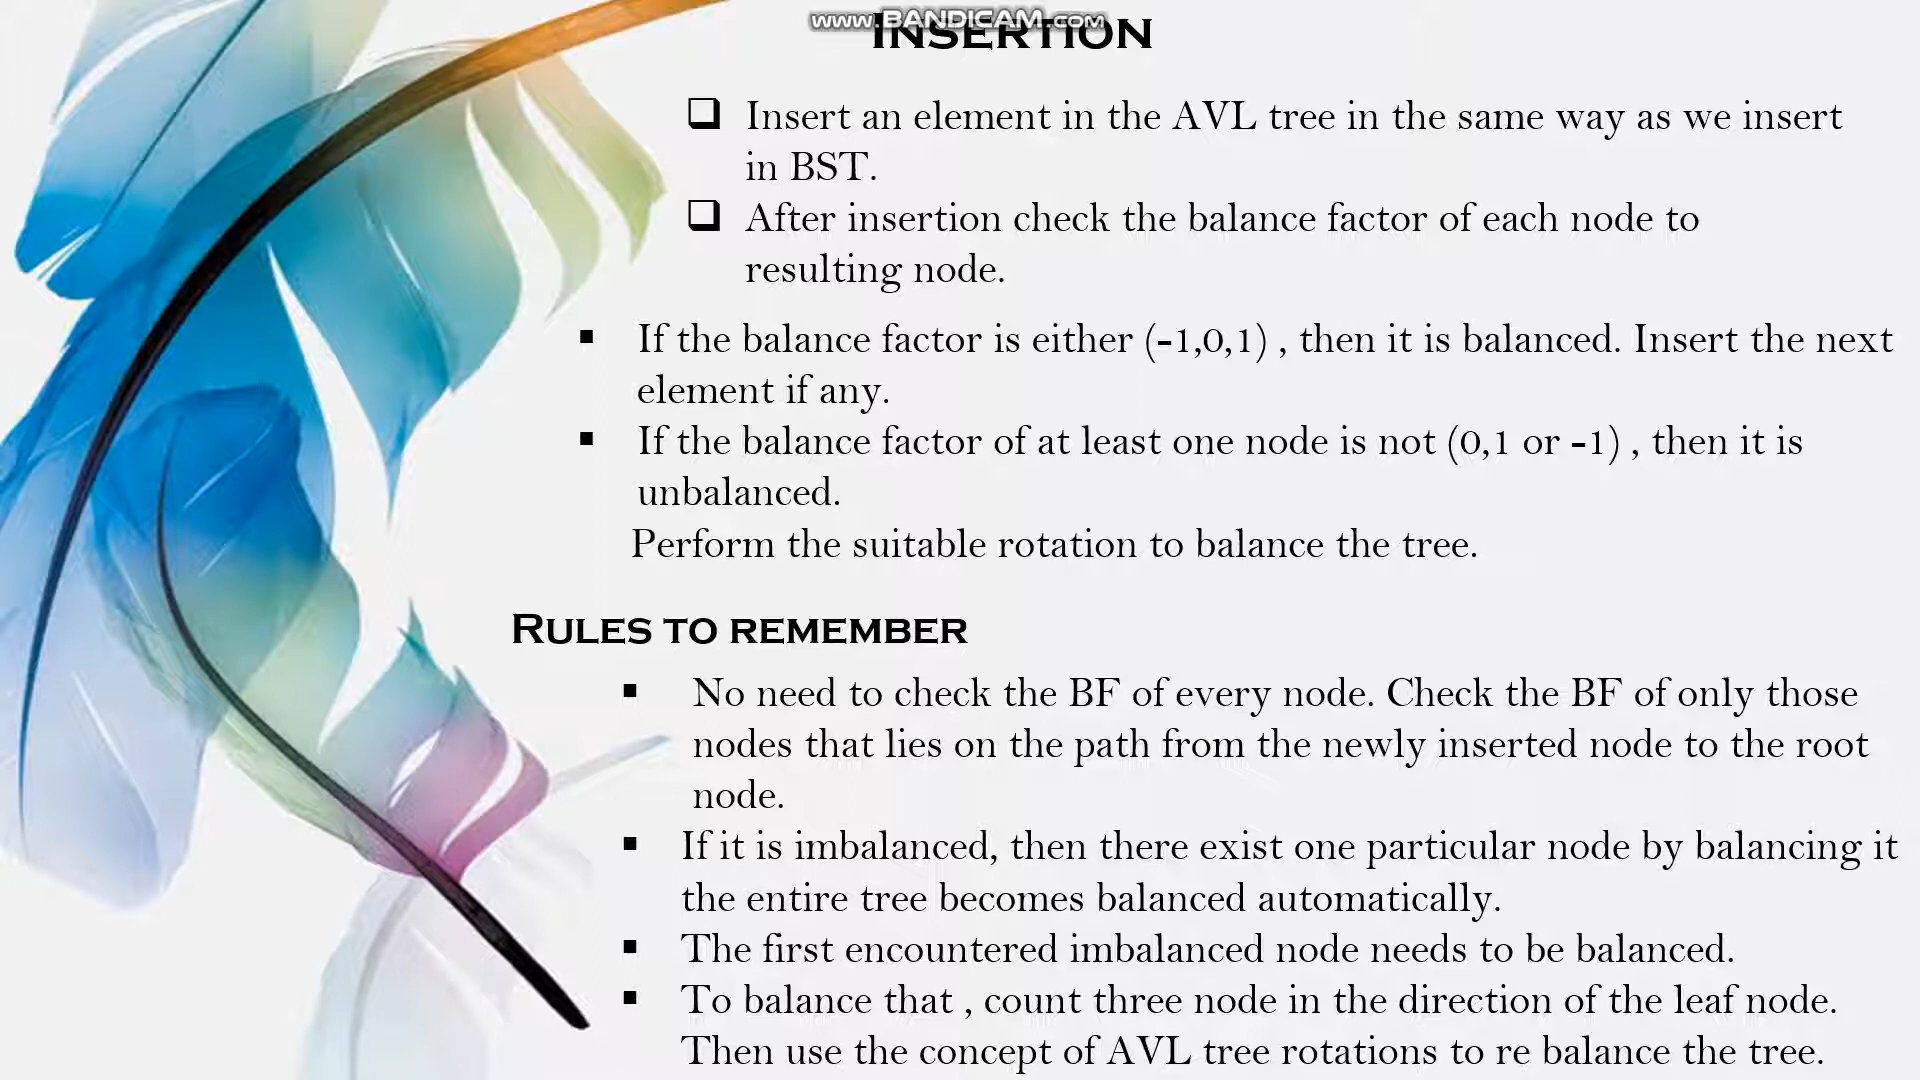 www.BANDICAM.com
INSERTION
Insert an element in the AVL tree in the same way as we insert
in BST.
After insertion check the balance factor of each node to
resulting node.
If the balance factor is either (-1,0,1) , then it is balanced. Insert the next
element if any.
If the balance factor of at least one node is not (0,1 or -1) , then it is
unbalanced.
Perform the suitable rotation to balance the tree.
RULES TO REMEMBER
No need to check the BF of every node. Check the BF of only those
nodes that lies on the path from the newly inserted node to the root
node.
If it is imbalanced, then there exist one particular node by balancing it
the entire tree becomes balanced automatically.
The first encountered imbalanced node needs to be balanced.
To balance that , count three node in the direction of the leaf node.
Then use the concept of AVL tree rotations to re balance the tree.